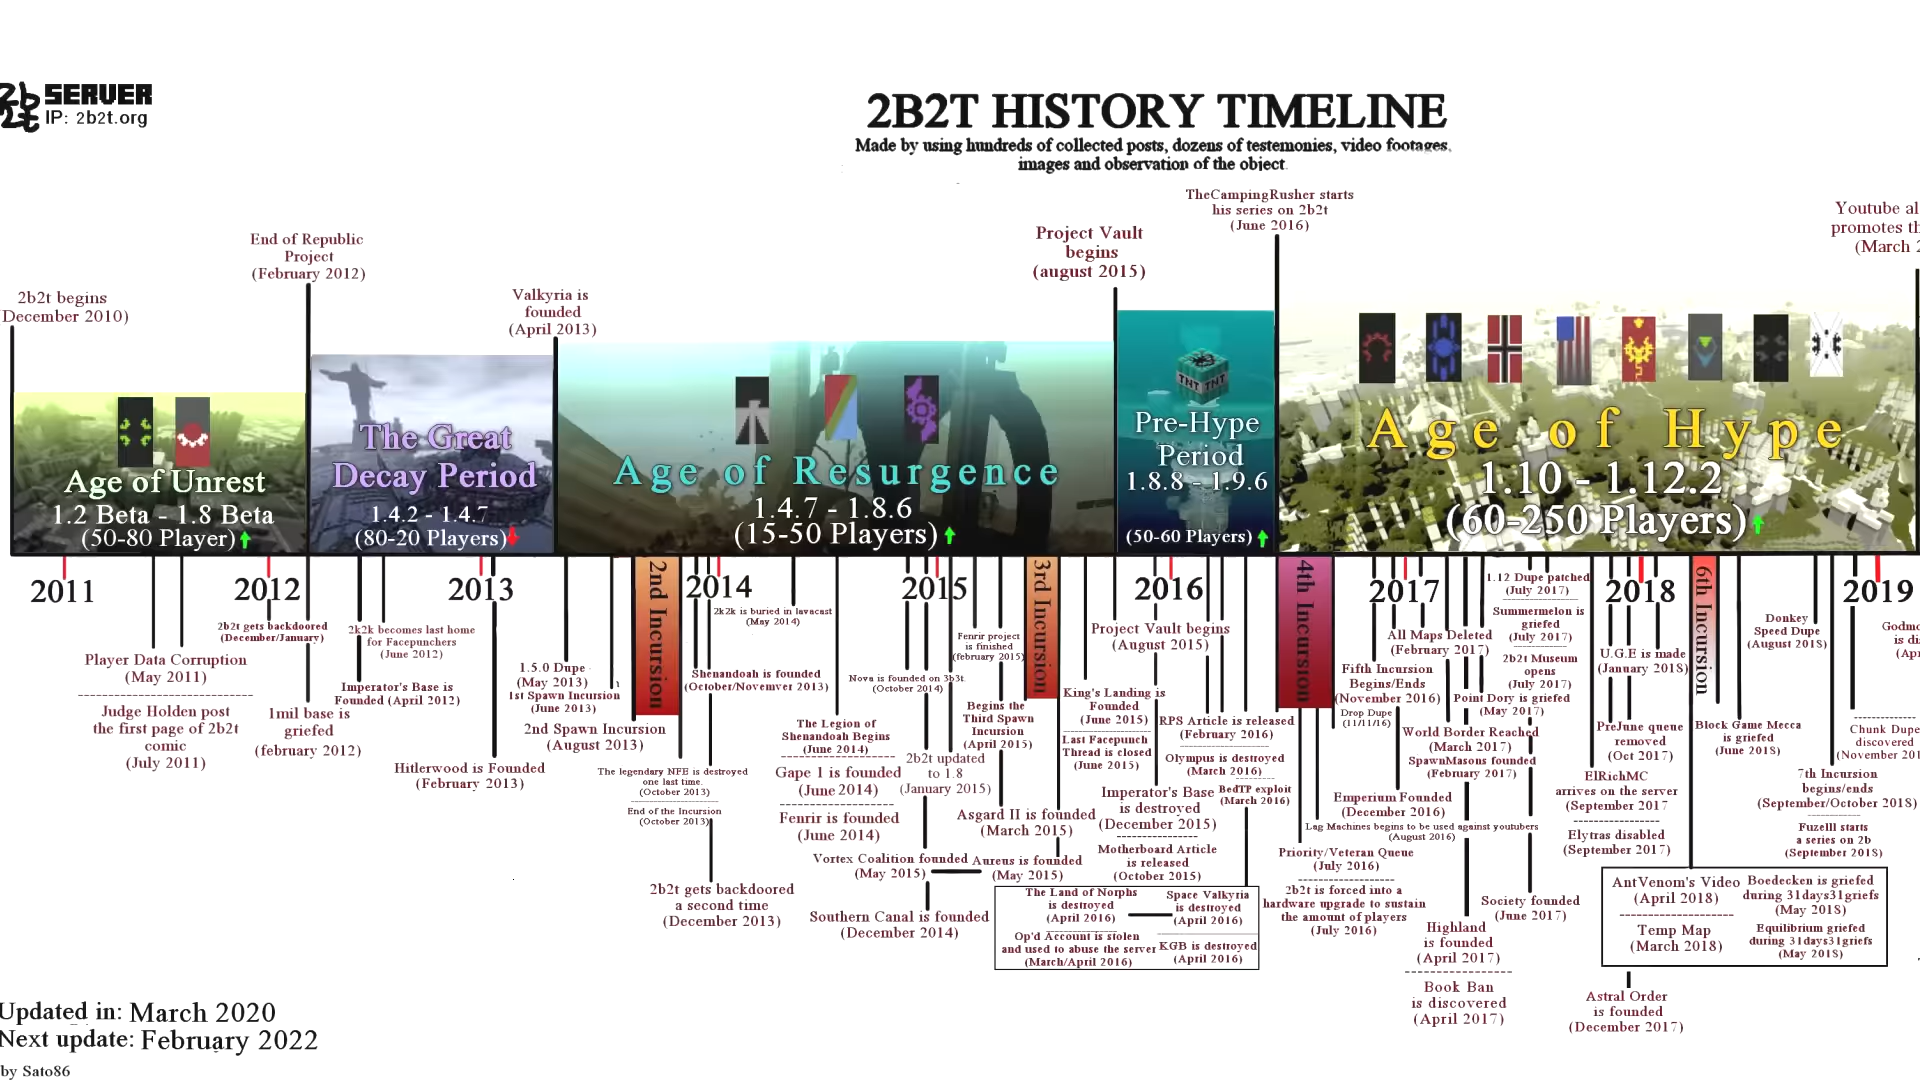 SERVER
IP: 2b2t.org
2B2T HISTORY TIMELINE
Made by using hundreds of collected posts, dozens of testemonies, video footages,
images and observation of the object
TheCampingRusher starts
his series on 2b2t
(June 2016)
Youtube al
promotes th
(March 2
Project Vault
begins
(august 2015)
End of Republic
Project
(February 2012)
2b2t begins
December 2010)
Valkyria is
founded
(April 2013)
Age of Unrest
1.2 Beta - 1.8 Beta
(50-80 Player)
The Great
Decay Period
1.4.2 - 1.4.7
(80-20 Players)
Age of Resurgence
1.4.7 - 1.8.6
(15-50 Players)
TNT TNT
Pre-Hype
Period
1.8.8 - 1.9.6
(50-60 Players)
Age of Hype
1.10 - 1.12.2
(60-250 Players)
2011
2012
2013
2014
2015
2016
2017
2018
2019
2nd Incursion
3rd Incursion
4th Incursion
6th Incursion
Player Data Corruption
(May 2011)
Judge Holden post
the first page of 2b2t
comic
(July 2011)
2b2t gets backdoored
(December/January)
1mil base is
griefed
(february 2012)
2k2k becomes last home
for Facepunchers
(June 2012)
Imperator's Base is
Founded (April 2012)
Hitlerwood is Founded
(February 2013)
1.5.0 Dupe
(May 2013)
1st Spawn Incursion
(June 2013)
2nd Spawn Incursion
(August 2013)
The legendary NFE is destroyed
one last time.
(October 2013)
End of the Incursion
(October 2013)
2b2t gets backdoored
a second time
(December 2013)
2k2k is buried in lavacast
(May 2014)
Shenandoah is founded
(October/Novemver 2013)
The Legion of
Shenandoah Begins
(June 2014)
Gape 1 is founded
(June 2014)
Fenrir is founded
(June 2014)
Nova is founded on 3b3t.
(October 2014)
Fenrir project
is finished
(february 2015)
2b2t updated
to 1.8
(January 2015)
Vortex Coalition founded
(May 2015)
Southern Canal is founded
(December 2014)
Begins the
Third Spawn
Incursion
(April 2015)
Asgard II is founded
(March 2015)
Aureus is founded
(May 2015)
King's Landing is
Founded
(June 2015)
Last Facepunch
Thread is closed
(June 2015)
Project Vault begins
(August 2015)
Imperator's Base
is destroyed
(December 2015)
Motherboard Article
is released
(October 2015)
RPS Article is released
(February 2016)
Olympus is destroyed
(March 2016)
BedTP exploit
(March 2016)
The Land of Norphs
is destroyed
(April 2016)
Space Valkyria
is destroyed
(April 2016)
Op'd Account is stolen
and used to abuse the server
(March/April 2016)
KGB is destroyed
(April 2016)
Priority/Veteran Queue
(July 2016)
2b2t is forced into a
hardware upgrade to sustain
the amount of players
(July 2016)
Lag Machines begins to be used against youtubers
(August 2016)
Fifth Incursion
Begins/Ends
(November 2016)
Drop Dupe
(11/11/16)
Emperium Founded
(December 2016)
All Maps Deleted
(February 2017)
World Border Reached
(March 2017)
SpawnMasons founded
(February 2017)
Highland
is founded
(April 2017)
Book Ban
is discovered
(April 2017)
1.12 Dupe patched
(July 2017)
Summermelon is
griefed
(July 2017)
2b2t Museum
opens
(July 2017)
Point Dory is griefed
(May 2017)
Society founded
(June 2017)
ElRichMC
arrives on the server
(September 2017
Elytras disabled
(September 2017)
U.G.E is made
(January 2018)
PreJune queue
removed
(Oct 2017)
Astral Order
is founded
(December 2017)
AntVenom's Video
(April 2018)
Temp Map
(March 2018)
Boedecken is griefed
during 31days31griefs
(May 2018)
Equilibrium griefed
during 31days31griefs
(May 2018)
Block Game Mecca
is griefed
(June 2018)
Donkey
Speed Dupe
(August 2018)
7th Incursion
begins/ends
(September/October 2018)
Fuzelll starts
a series on 2b
(September 2018)
Godmo
is di
(Apr
Chunk Dupe
discovered
(November 201
Updated in: March 2020
Next update: February 2022
by Sato86